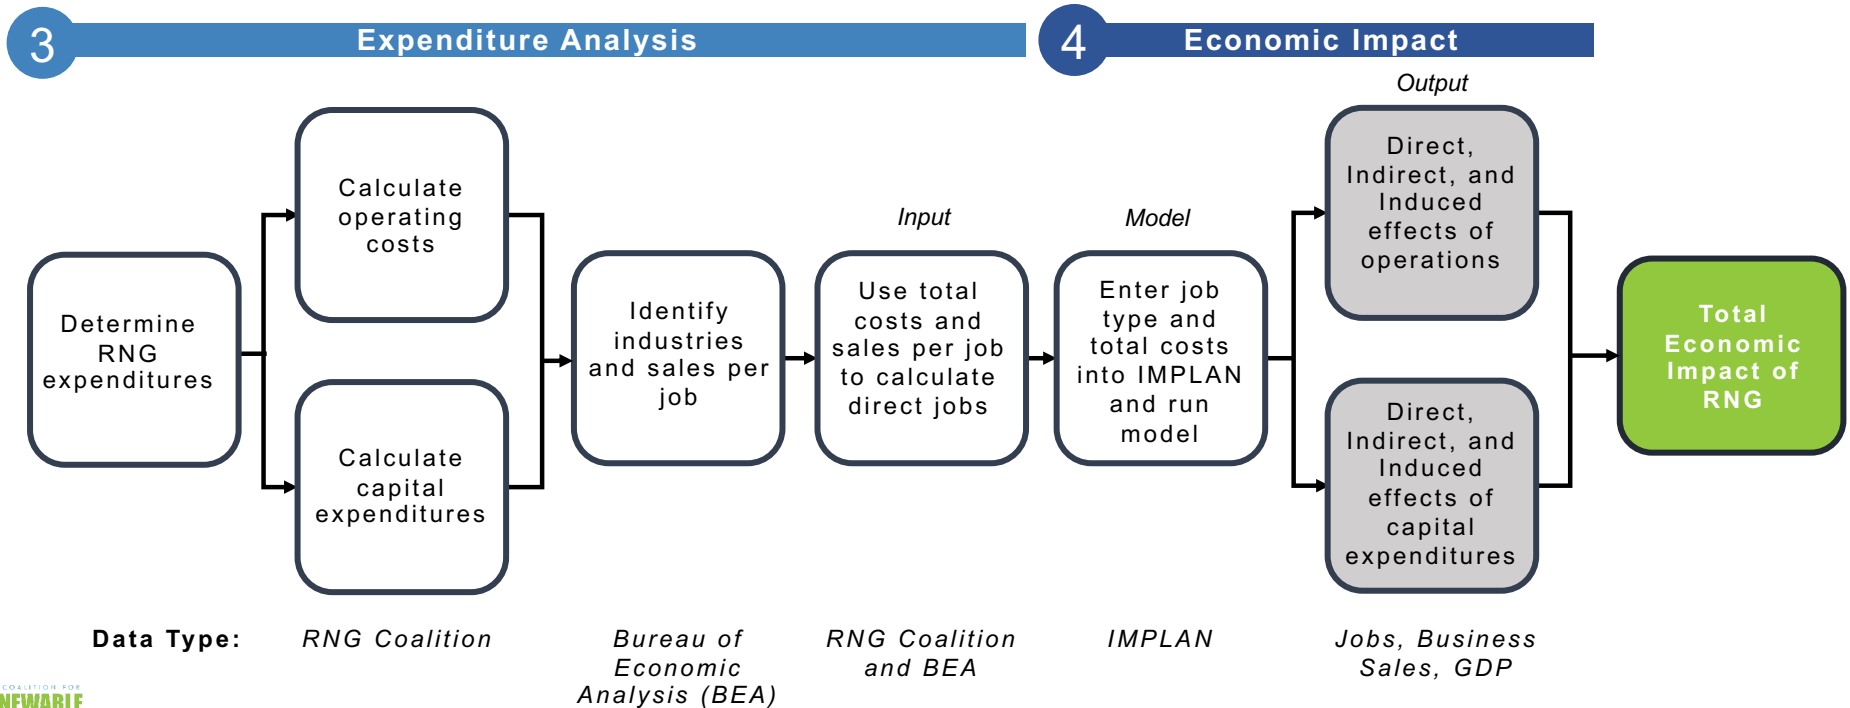 3
Expenditure Analysis
4
Economic Impact
Determine
RNG
expenditures
Calculate
operating
costs
Calculate
capital
expenditures
Identify
industries
and sales per
job
Input
Use total
costs and
sales per job
to calculate
direct jobs
Model
Enter job
type and
total costs
into IMPLAN
and run
model
Output
Direct,
Indirect, and
Induced
effects of
operations
Direct,
Indirect, and
Induced
effects of
capital
expenditures
Total
Economic
Impact of
RNG
Data Type:
RNG Coalition
Bureau of
Economic
Analysis (BEA)
RNG Coalition
and BEA
IMPLAN
Jobs, Business
Sales, GDP
COALITION FOR
NEWABLE